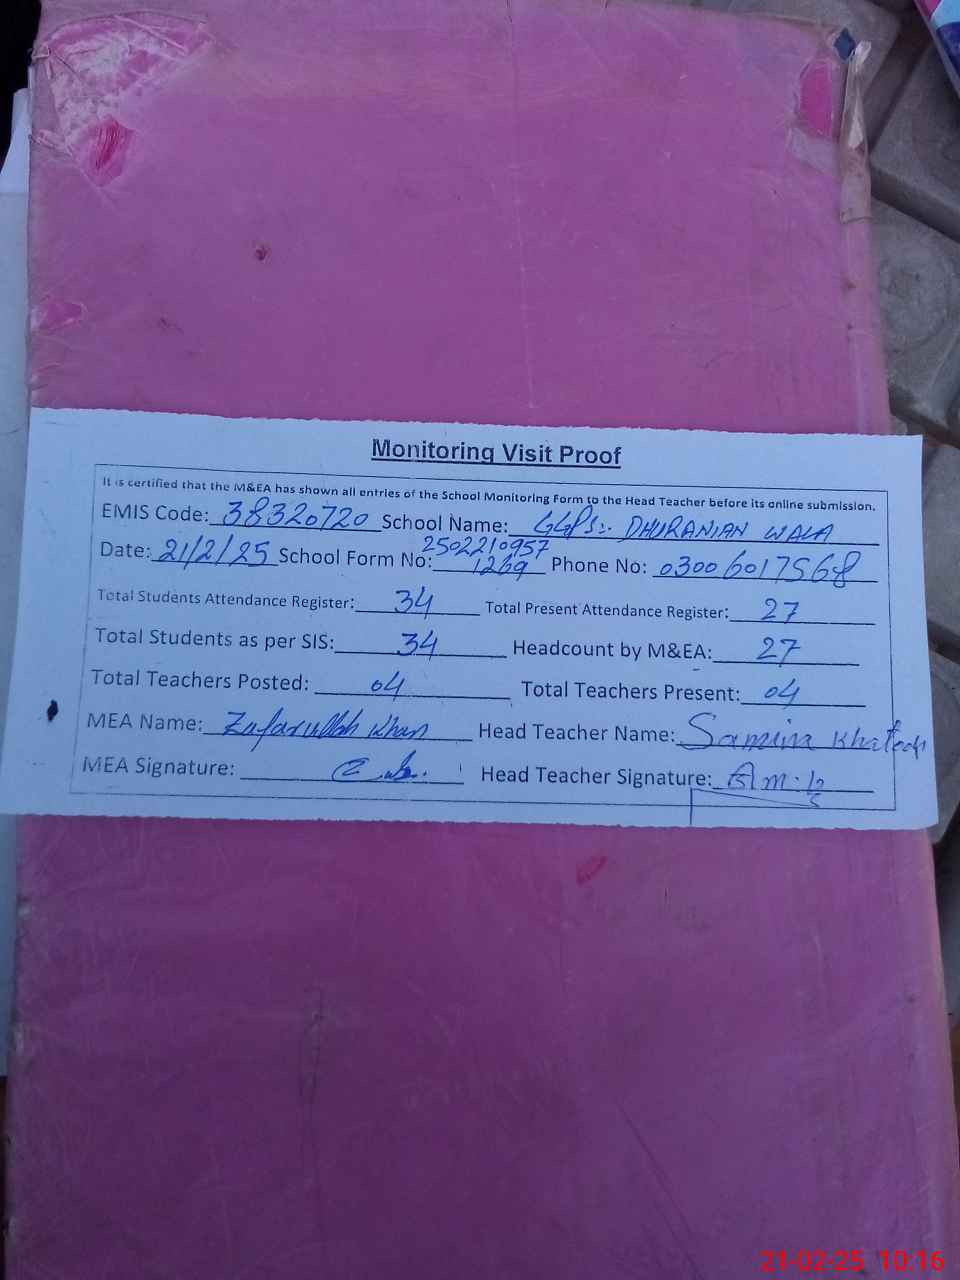 Monitoring Visit Proof
It is certified that the M&EA has shown all entries of the School Monitoring Form to the Head Teacher before its online submission.
EMIS Code: 38320720 School Name: GGPS:- DHURANIAN WALA
Date: 21/2/25 School Form No: 2502210957 1269 Phone No: 03006017568
Total Students Attendance Register: 34 Total Present Attendance Register: 27
Total Students as per SIS: 34 Headcount by M&EA: 27
Total Teachers Posted: 04 Total Teachers Present: 04
MEA Name: Zafarullah Khan Head Teacher Name: Samina Khatoon
MEA Signature: Head Teacher Signature:
21-02-25 10:16